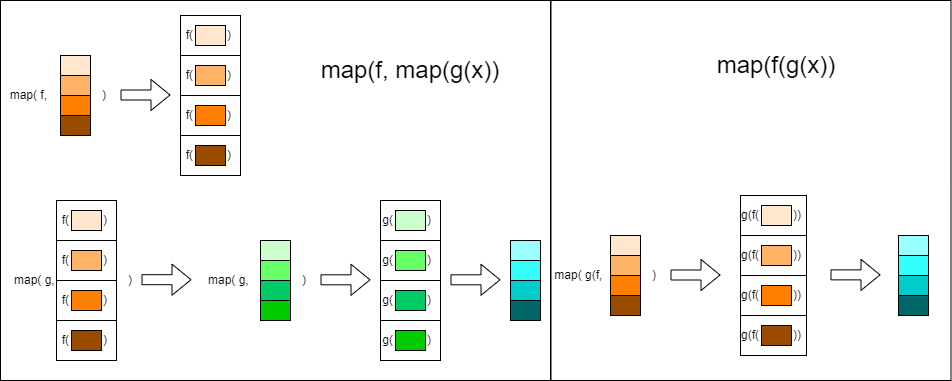 map(f, map(g(x))
map( f,
)
f( )
f( )
f( )
f( )
map( g,
f( )
f( )
f( )
f( )
)
map( g,
)
g( )
g( )
g( )
g( )
map(f(g(x))
map( g(f,
)
g(f( ))
g(f( ))
g(f( ))
g(f( ))